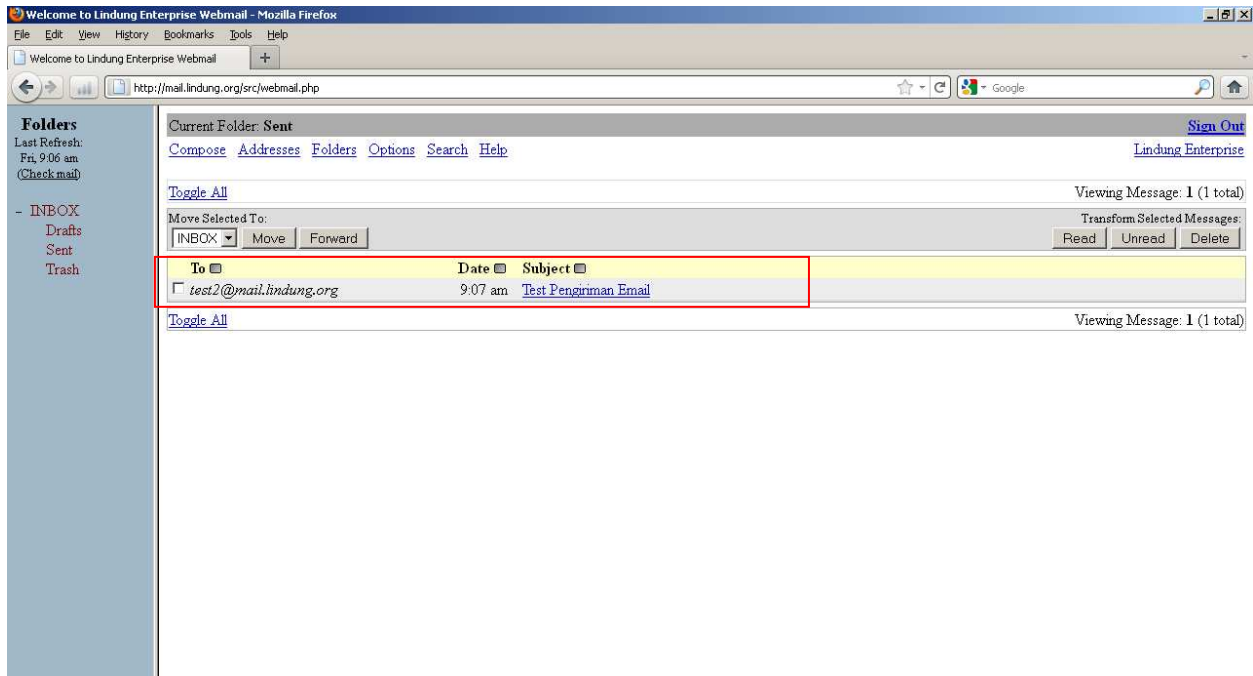 Welcome to Lindung Enterprise Webmail - Mozilla Firefox
File Edit View History Bookmarks Tools Help
Welcome to Lindung Enterprise Webmail +
http://mail.lindung.org/src/webmail.php Google
Folders
Last Refresh:
Fri, 9:06 am
(Check mail)
- INBOX
Drafts
Sent
Trash
Current Folder: Sent Sign Out
Compose Addresses Folders Options Search Help Lindung Enterprise
Toggle All Viewing Message: 1 (1 total)
Move Selected To: Transform Selected Messages:
INBOX Move Forward Read Unread Delete
To Date Subject
test2@mail.lindung.org 9:07 am Test Pengiriman Email
Toggle All Viewing Message: 1 (1 total)